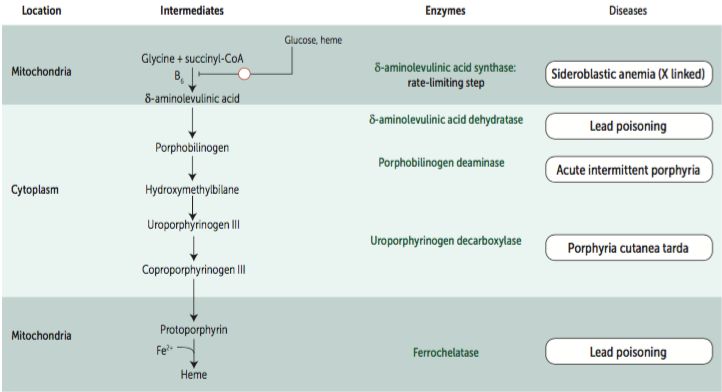 Location Intermediates Enzymes Diseases
Glucose, heme
Glycine + succinyl-CoA
Mitochondria B₆ δ-aminolevulinic acid synthase: Sideroblastic anemia (X linked)
rate-limiting step
δ-aminolevulinic acid
δ-aminolevulinic acid dehydratase Lead poisoning
Porphobilinogen
Porphobilinogen deaminase Acute intermittent porphyria
Cytoplasm Hydroxymethylbilane
Uroporphyrinogen III
Uroporphyrinogen decarboxylase Porphyria cutanea tarda
Coproporphyrinogen III
Protoporphyrin
Mitochondria
Fe²⁺ Ferrochelatase Lead poisoning
Heme